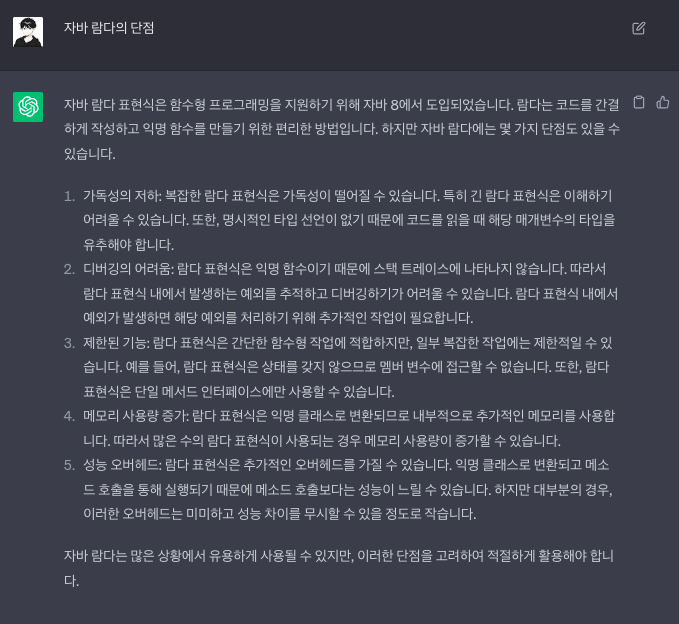 자바 람다의 단점
자바 람다 표현식은 함수형 프로그래밍을 지원하기 위해 자바 8에서 도입되었습니다. 람다는 코드를 간결
하게 작성하고 익명 함수를 만들기 위한 편리한 방법입니다. 하지만 자바 람다에는 몇 가지 단점도 있을 수
있습니다.
1. 가독성의 저하: 복잡한 람다 표현식은 가독성이 떨어질 수 있습니다. 특히 긴 람다 표현식은 이해하기
어려울 수 있습니다. 또한, 명시적인 타입 선언이 없기 때문에 코드를 읽을 때 해당 매개변수의 타입을
유추해야 합니다.
2. 디버깅의 어려움: 람다 표현식은 익명 함수이기 때문에 스택 트레이스에 나타나지 않습니다. 따라서
람다 표현식 내에서 발생하는 예외를 추적하고 디버깅하기가 어려울 수 있습니다. 람다 표현식 내에서
예외가 발생하면 해당 예외를 처리하기 위해 추가적인 작업이 필요합니다.
3. 제한된 기능: 람다 표현식은 간단한 함수형 작업에 적합하지만, 일부 복잡한 작업에는 제한적일 수 있
습니다. 예를 들어, 람다 표현식은 상태를 갖지 않으므로 멤버 변수에 접근할 수 없습니다. 또한, 람다
표현식은 단일 메서드 인터페이스에만 사용할 수 있습니다.
4. 메모리 사용량 증가: 람다 표현식은 익명 클래스로 변환되므로 내부적으로 추가적인 메모리를 사용합
니다. 따라서 많은 수의 람다 표현식이 사용되는 경우 메모리 사용량이 증가할 수 있습니다.
5. 성능 오버헤드: 람다 표현식은 추가적인 오버헤드를 가질 수 있습니다. 익명 클래스로 변환되고 메소
드 호출을 통해 실행되기 때문에 메소드 호출보다는 성능이 느릴 수 있습니다. 하지만 대부분의 경우,
이러한 오버헤드는 미미하고 성능 차이를 무시할 수 있을 정도로 작습니다.
자바 람다는 많은 상황에서 유용하게 사용될 수 있지만, 이러한 단점을 고려하여 적절하게 활용해야 합니
다.